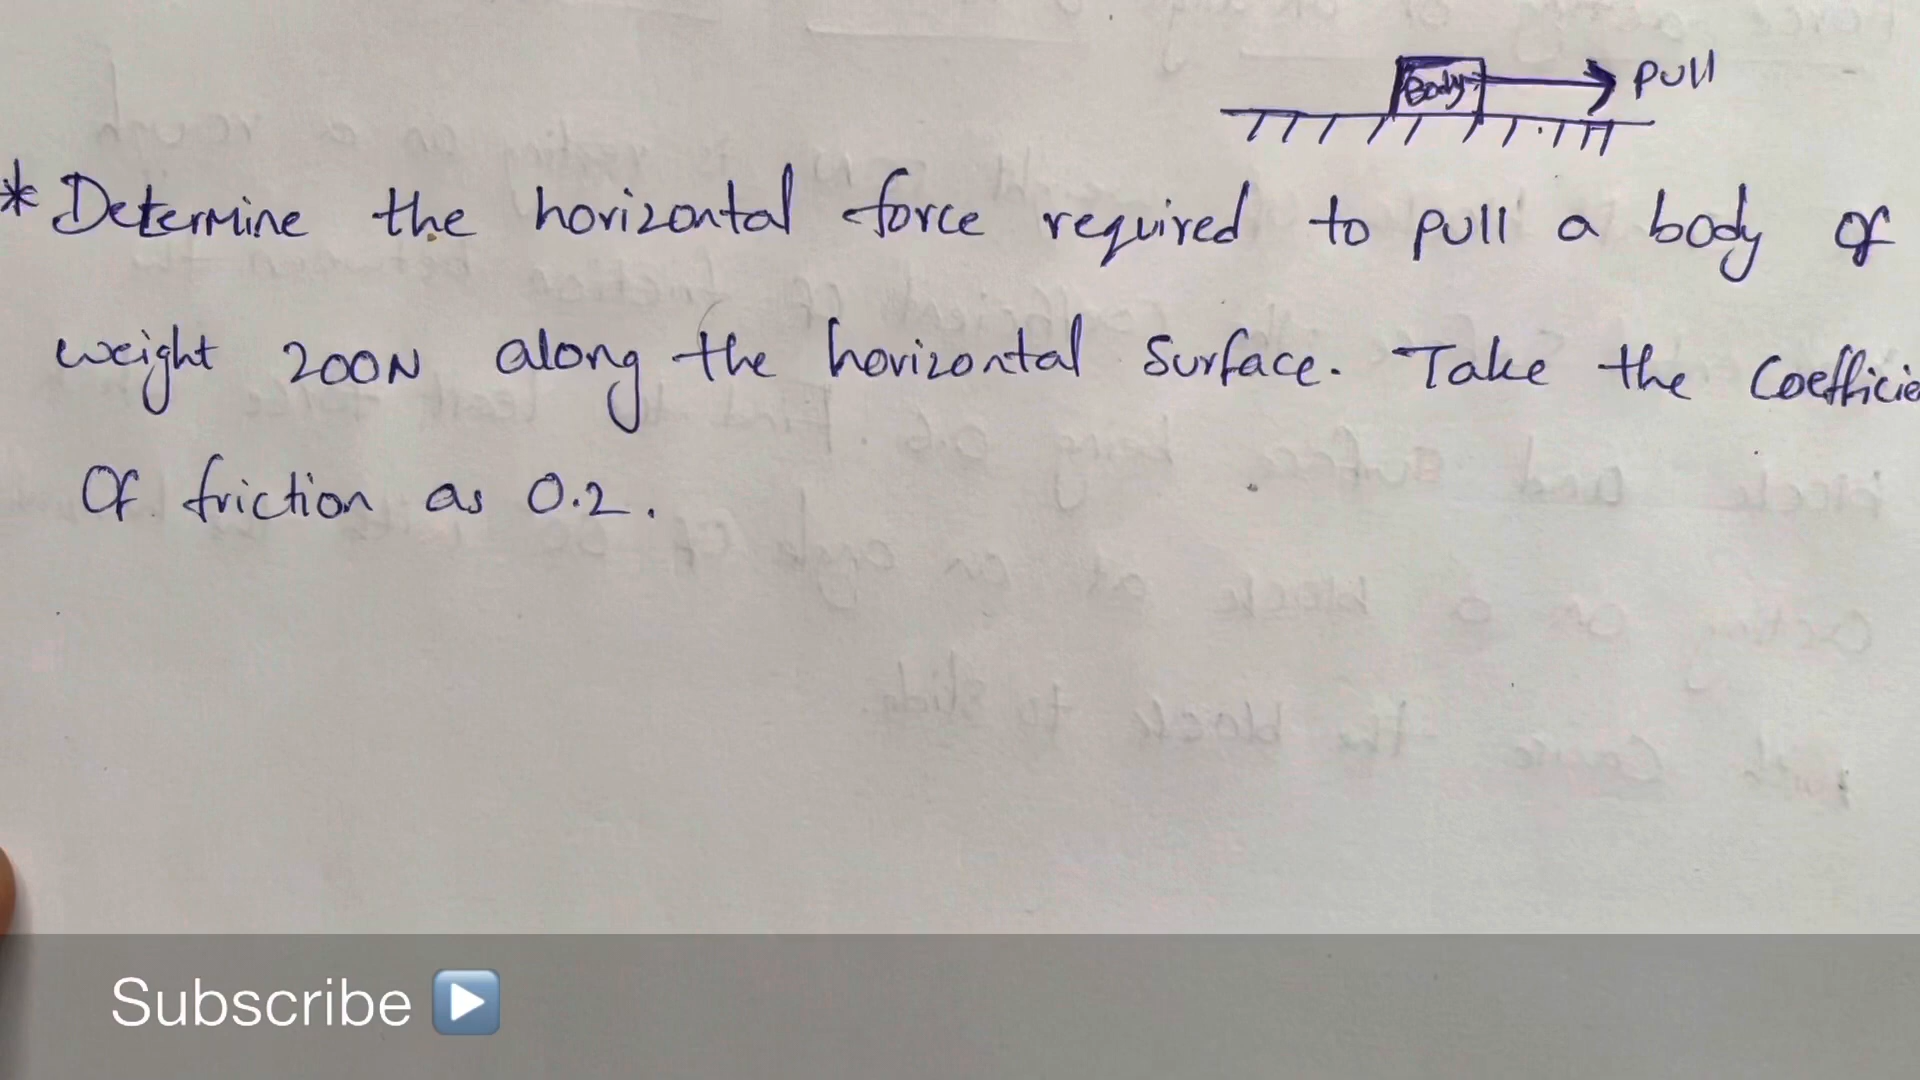 Body
Pull
* Determine the horizontal force required to pull a body of
weight 200N along the horizontal surface. Take the Coefficie
Of friction as 0.2.
Subscribe ▶️